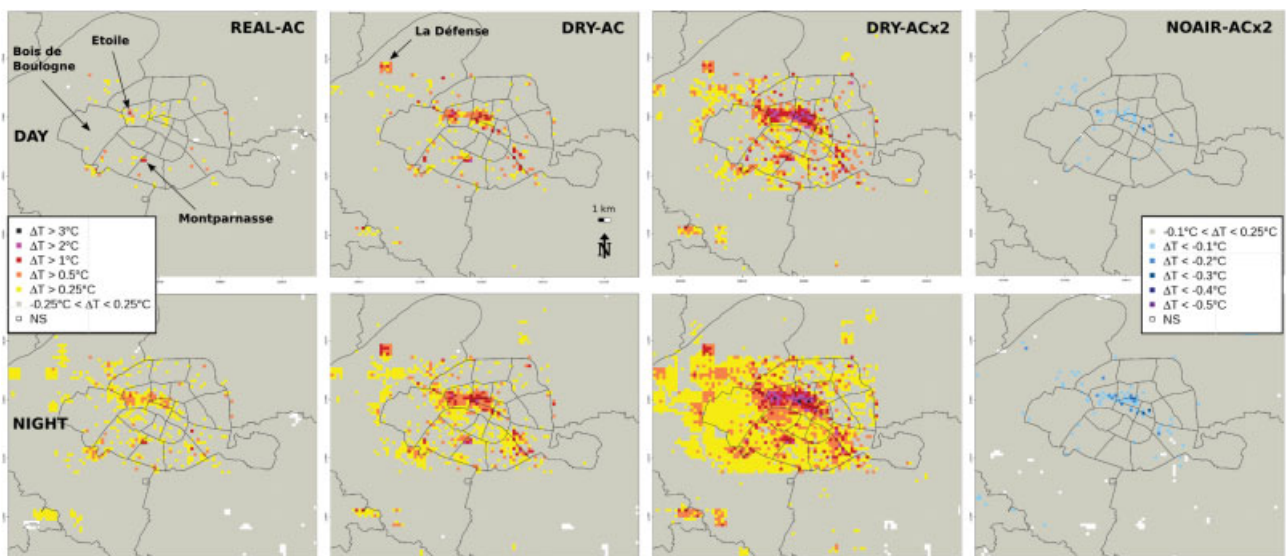 REAL-AC
DRY-AC
DRY-ACx2
NOAIR-ACx2
Etoile
La Défense
Bois de
Boulogne
DAY
Montparnasse
1 km
N
ΔT > 3°C
ΔT > 2°C
ΔT > 1°C
ΔT > 0.5°C
ΔT > 0.25°C
-0.25°C < ΔT < 0.25°C
NS
-0.1°C < ΔT < 0.25°C
ΔT < -0.1°C
ΔT < -0.2°C
ΔT < -0.3°C
ΔT < -0.4°C
ΔT < -0.5°C
NS
NIGHT